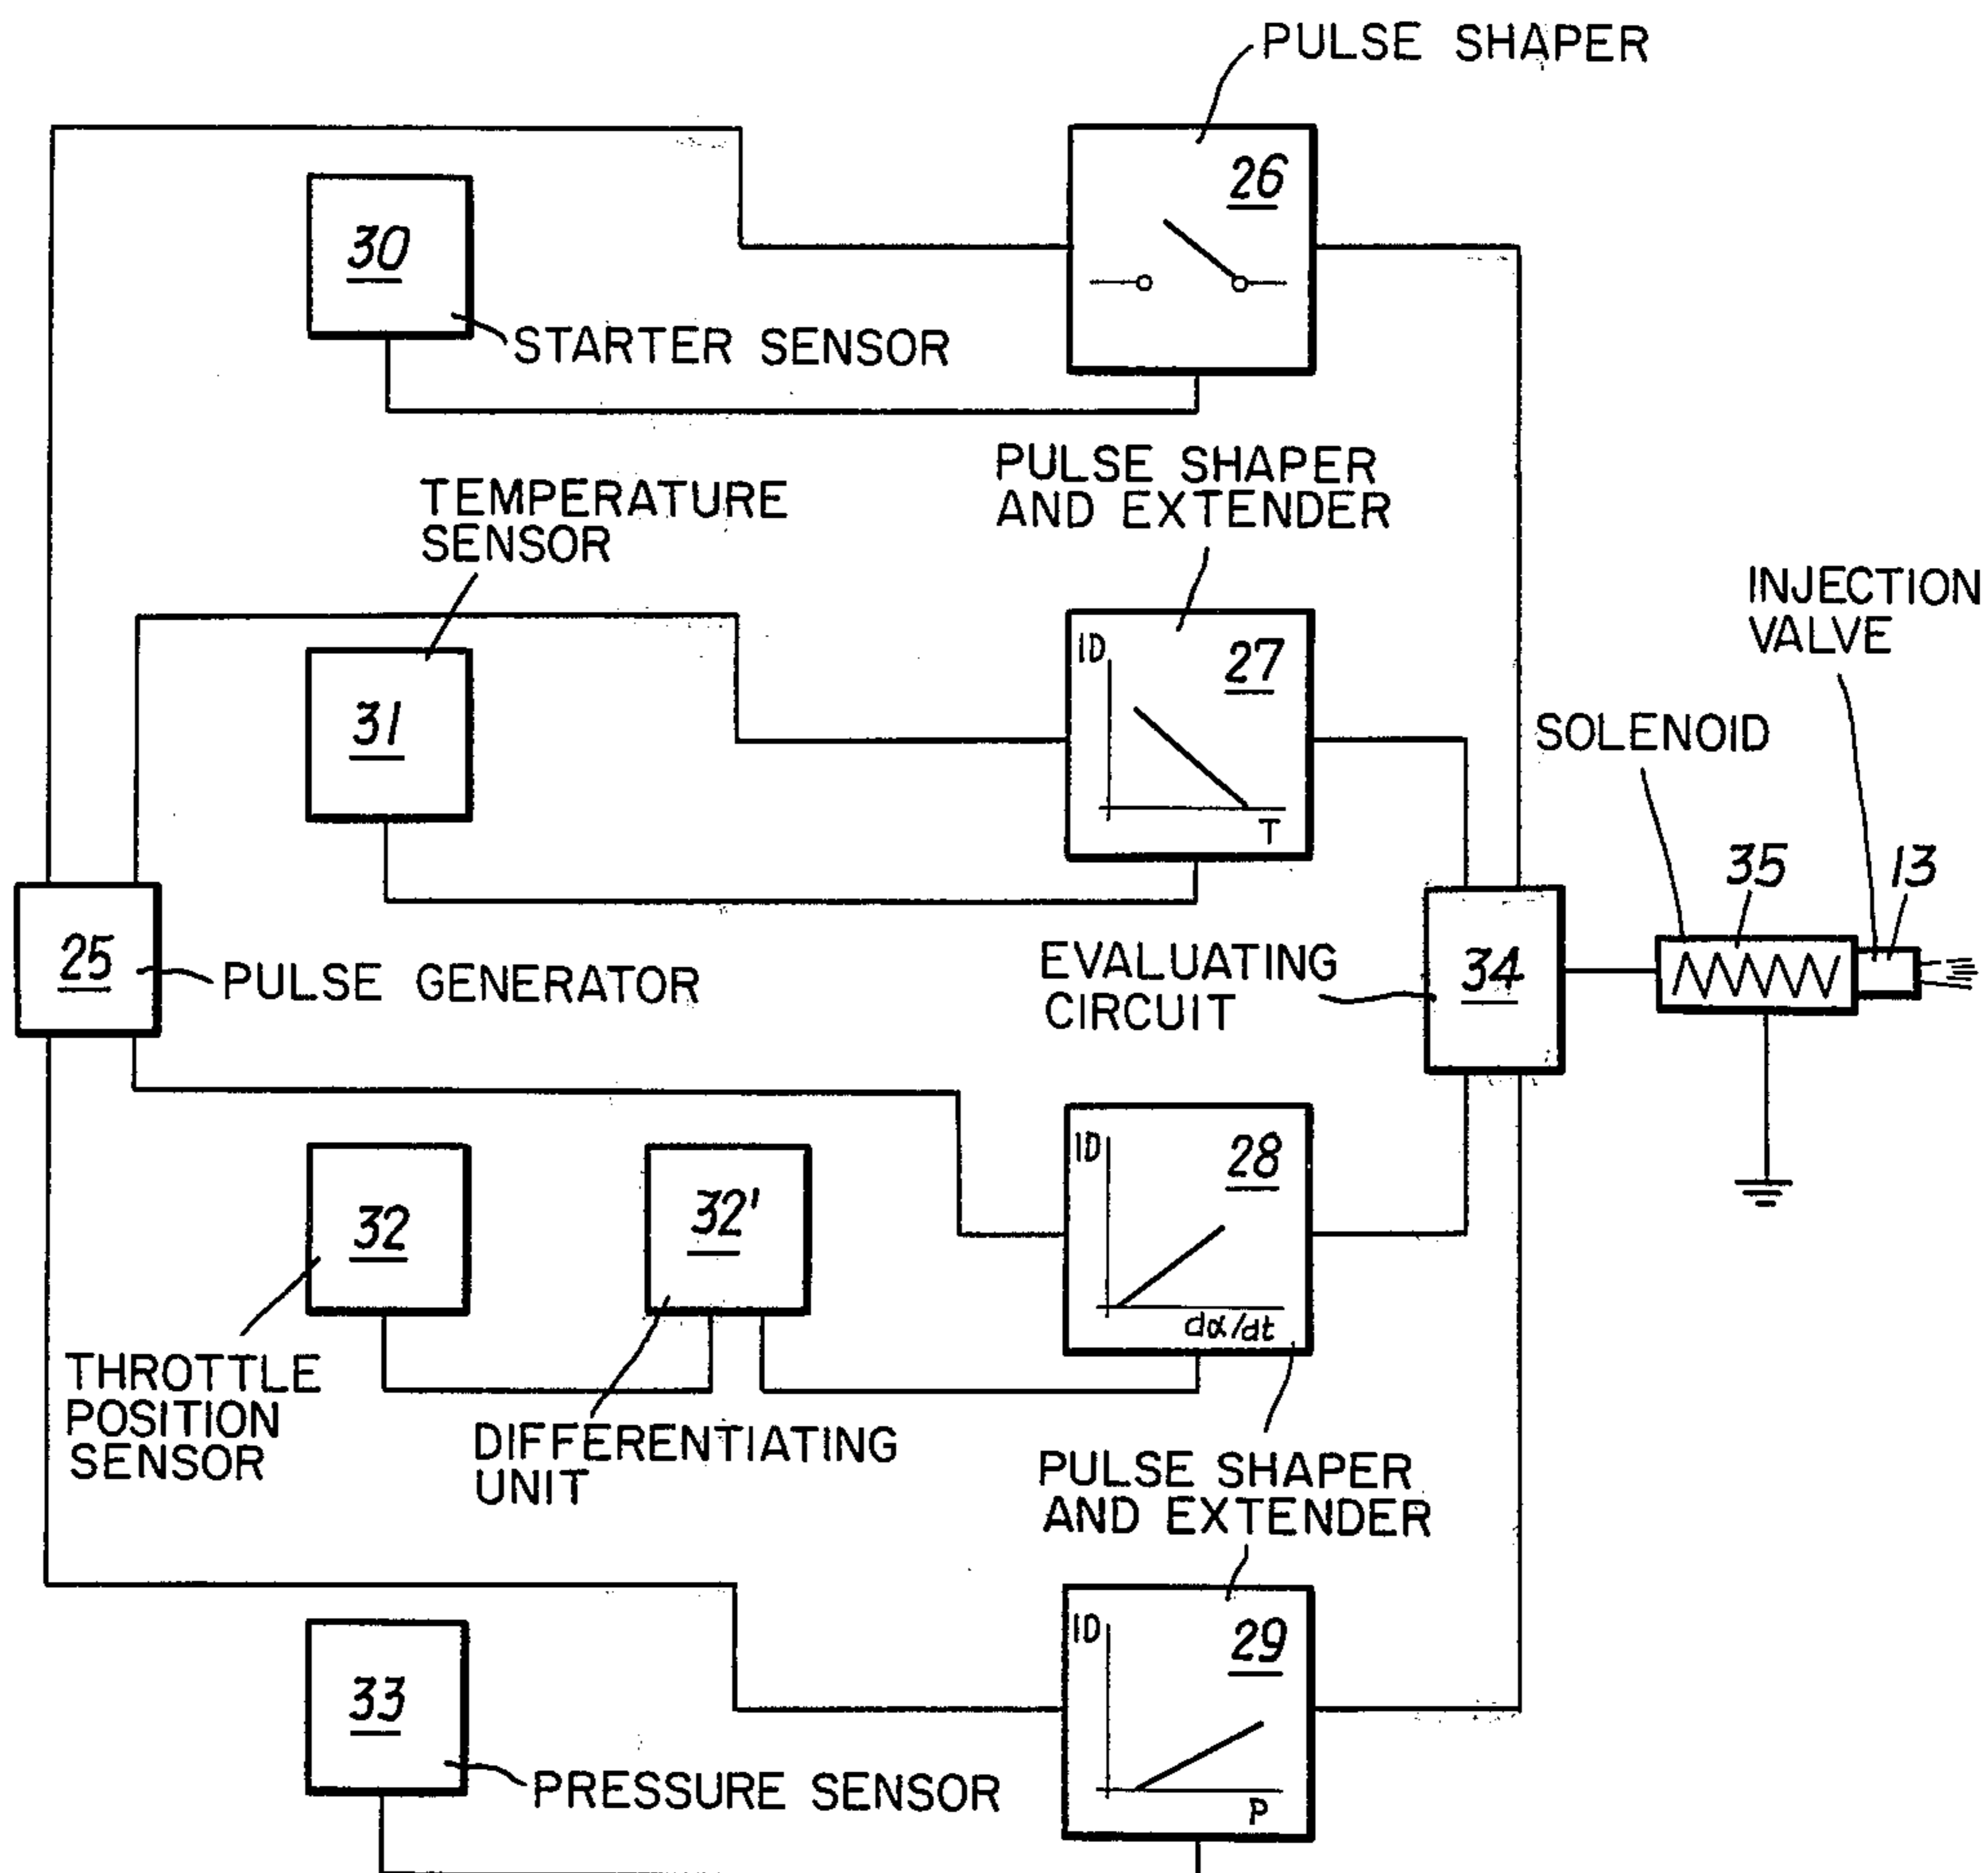 PULSE SHAPER
26
30
STARTER SENSOR
PULSE SHAPER
AND EXTENDER
TEMPERATURE
SENSOR
INJECTION
VALVE
ID
27
31
T
SOLENOID
35
13
25
PULSE GENERATOR
EVALUATING
CIRCUIT
34
ID
28
32
32'
dα/dt
THROTTLE
POSITION
SENSOR
DIFFERENTIATING
UNIT
PULSE SHAPER
AND EXTENDER
ID
29
33
PRESSURE SENSOR
P